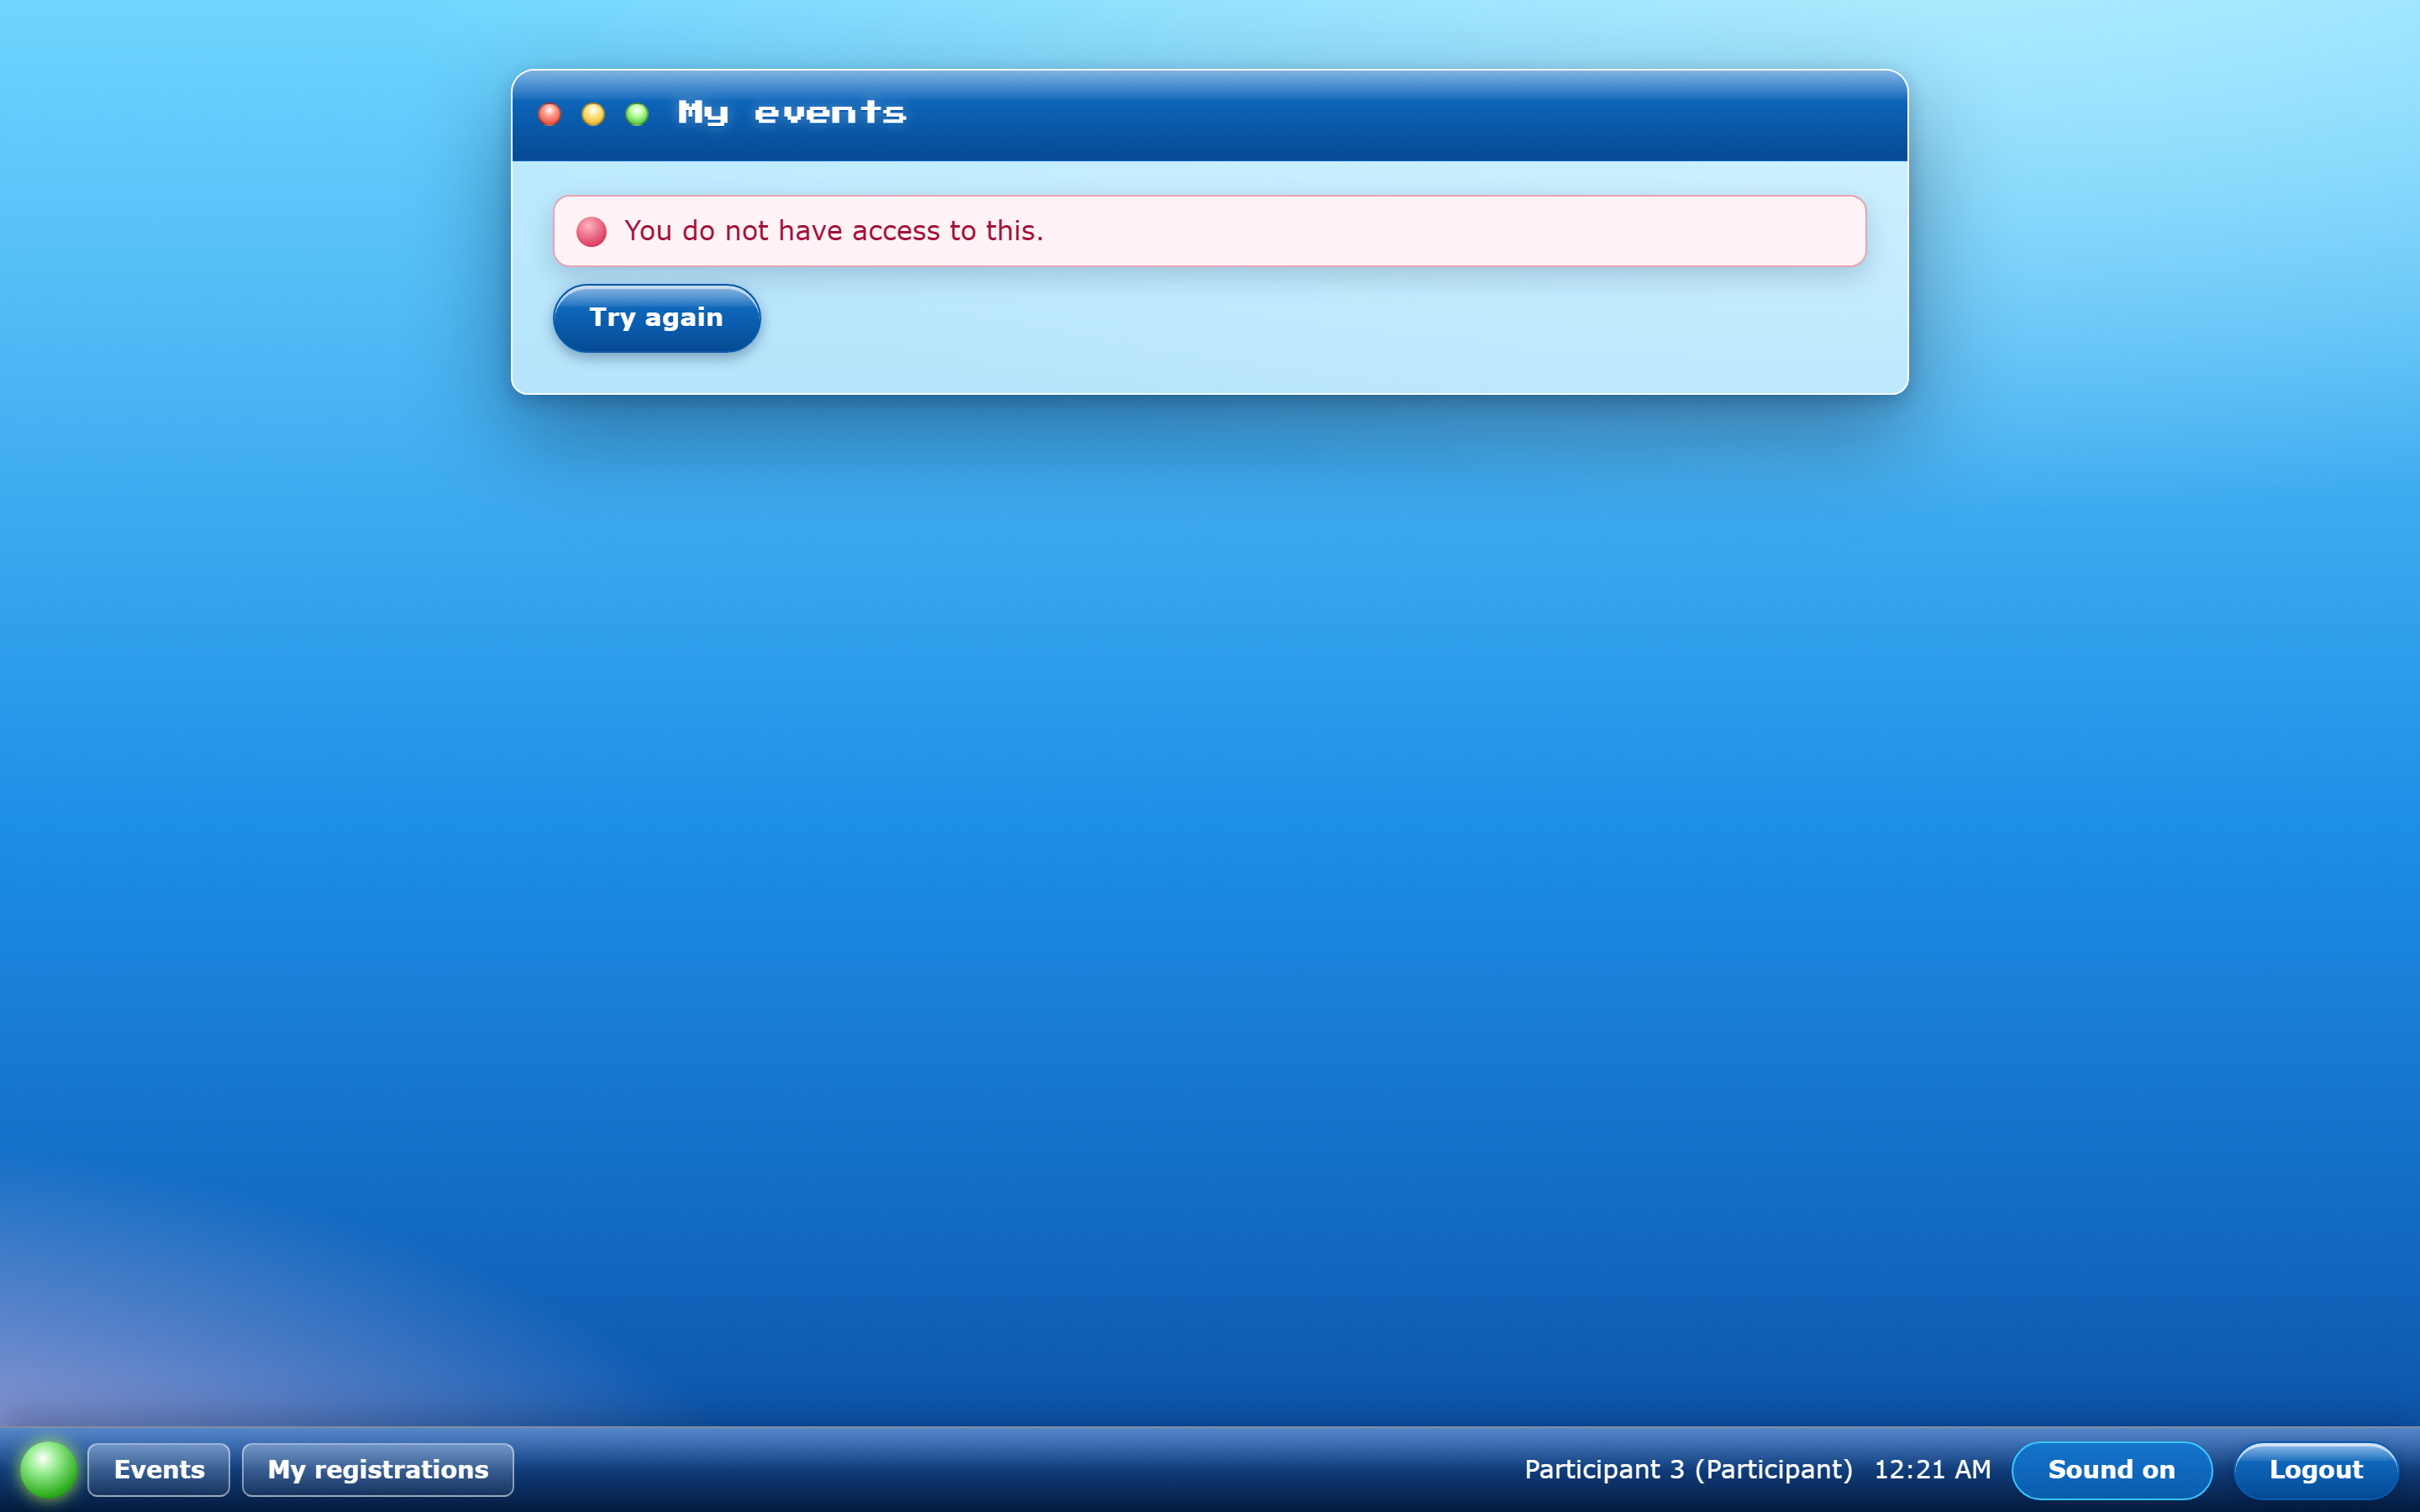 My events
You do not have access to this.
Try again
Events
My registrations
Participant 3 (Participant)
12:21 AM
Sound on
Logout